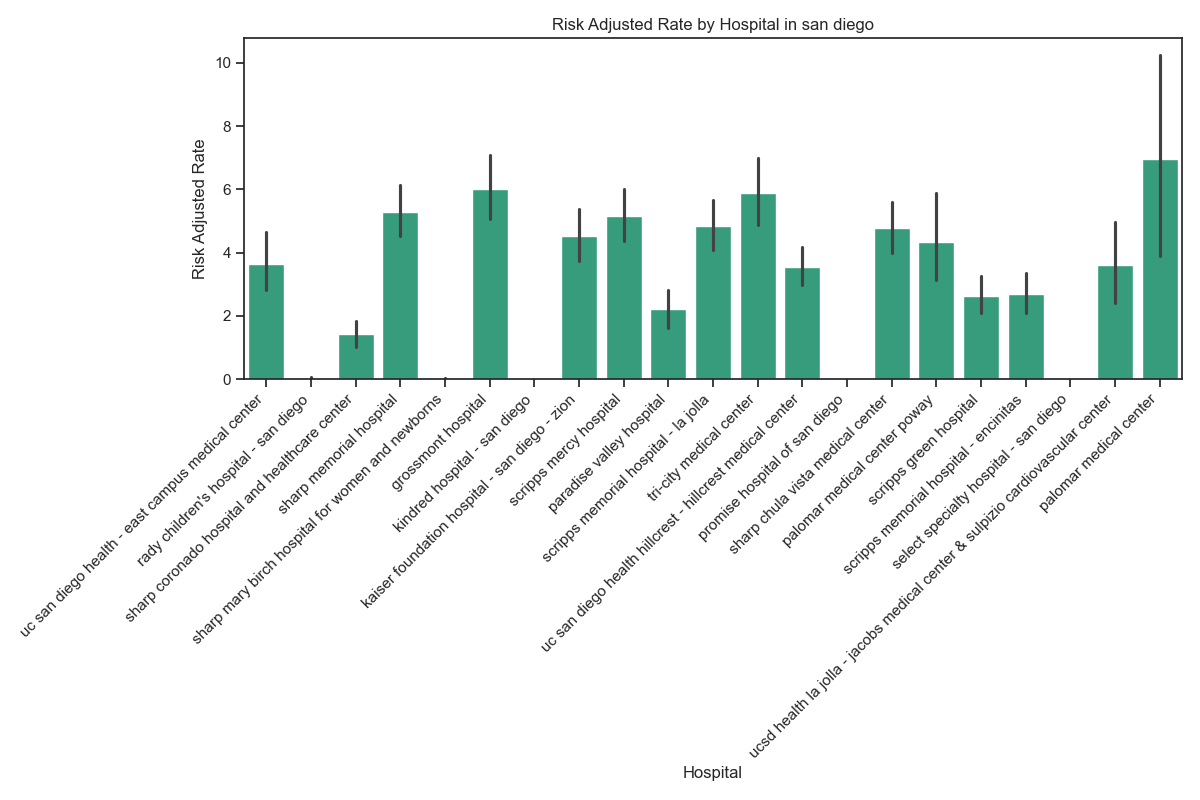 Risk Adjusted Rate by Hospital in san diego
Risk Adjusted Rate
10
8
6
4
2
0
uc san diego health - east campus medical center
rady children's hospital - san diego
sharp coronado hospital and healthcare center
sharp memorial hospital
sharp mary birch hospital for women and newborns
grossmont hospital
kindred hospital - san diego
kaiser foundation hospital - san diego - zion
scripps mercy hospital
paradise valley hospital
scripps memorial hospital - la jolla
tri-city medical center
uc san diego health hillcrest - hillcrest medical center
promise hospital of san diego
sharp chula vista medical center
palomar medical center poway
scripps green hospital
scripps memorial hospital - encinitas
select specialty hospital - san diego
ucsd health la jolla - jacobs medical center & sulpizio cardiovascular center
palomar medical center
Hospital